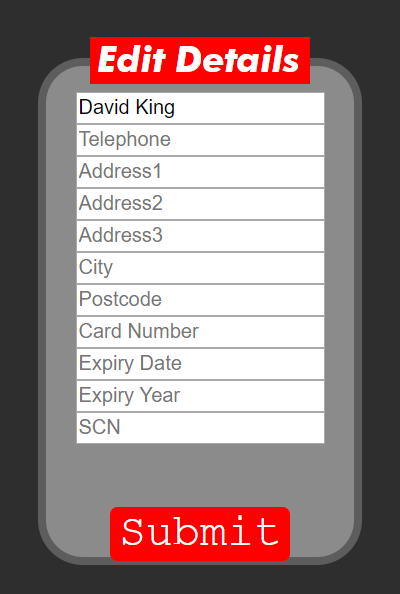 Edit Details
David King
Telephone
Address1
Address2
Address3
City
Postcode
Card Number
Expiry Date
Expiry Year
SCN
Submit